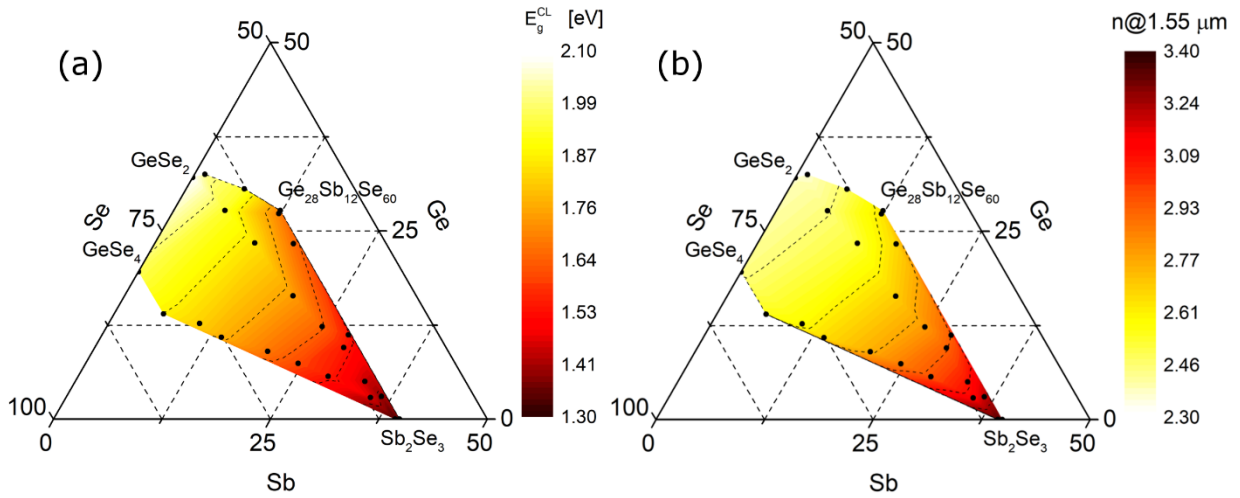 (a)
E_g^CL [eV]
2.10
1.99
1.87
1.76
1.64
1.53
1.41
1.30
50 50
GeSe2
Ge28Sb12Se60
Se
75
Ge
25
GeSe4
100
0
0
25
50
Sb2Se3
Sb
(b)
n@1.55 μm
3.40
3.24
3.09
2.93
2.77
2.61
2.46
2.30
50 50
GeSe2
Ge28Sb12Se60
Se
75
Ge
25
GeSe4
100
0
0
25
50
Sb2Se3
Sb